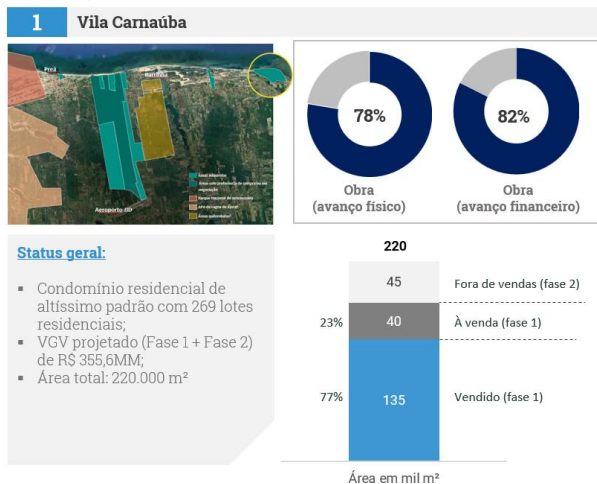 1 Vila Carnaúba
Preá
Aeroporto JJD
78%
82%
Obra
(avanço físico)
Obra
(avanço financeiro)
Status geral:
▪ Condomínio residencial de
altíssimo padrão com 269 lotes
residenciais;
▪ VGV projetado (Fase 1 + Fase 2)
de R$ 355,6MM;
▪ Área total: 220.000 m²
220
45 Fora de vendas (fase 2)
23% 40 À venda (fase 1)
77% 135 Vendido (fase 1)
Área em mil m²